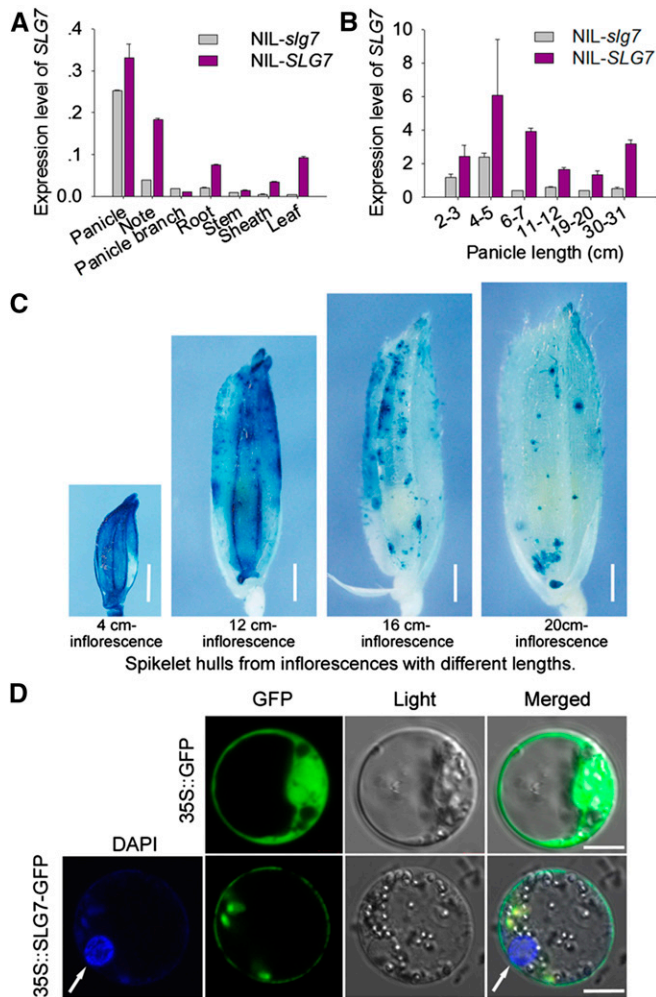 A
Expression level of SLG7
.4
.3
.2
.1
0.0
NIL-slg7
NIL-SLG7
Panicle
Note
Panicle branch
Root
Stem
Sheath
Leaf
B
Expression level of SLG7
10
8
6
4
2
0
NIL-slg7
NIL-SLG7
2-3
4-5
6-7
11-12
19-20
30-31
Panicle length (cm)
C
4 cm-
inflorescence
12 cm-
inflorescence
16 cm-
inflorescence
20cm-
inflorescence
Spikelet hulls from inflorescences with different lengths.
D
GFP
Light
Merged
35S::GFP
DAPI
35S::SLG7-GFP